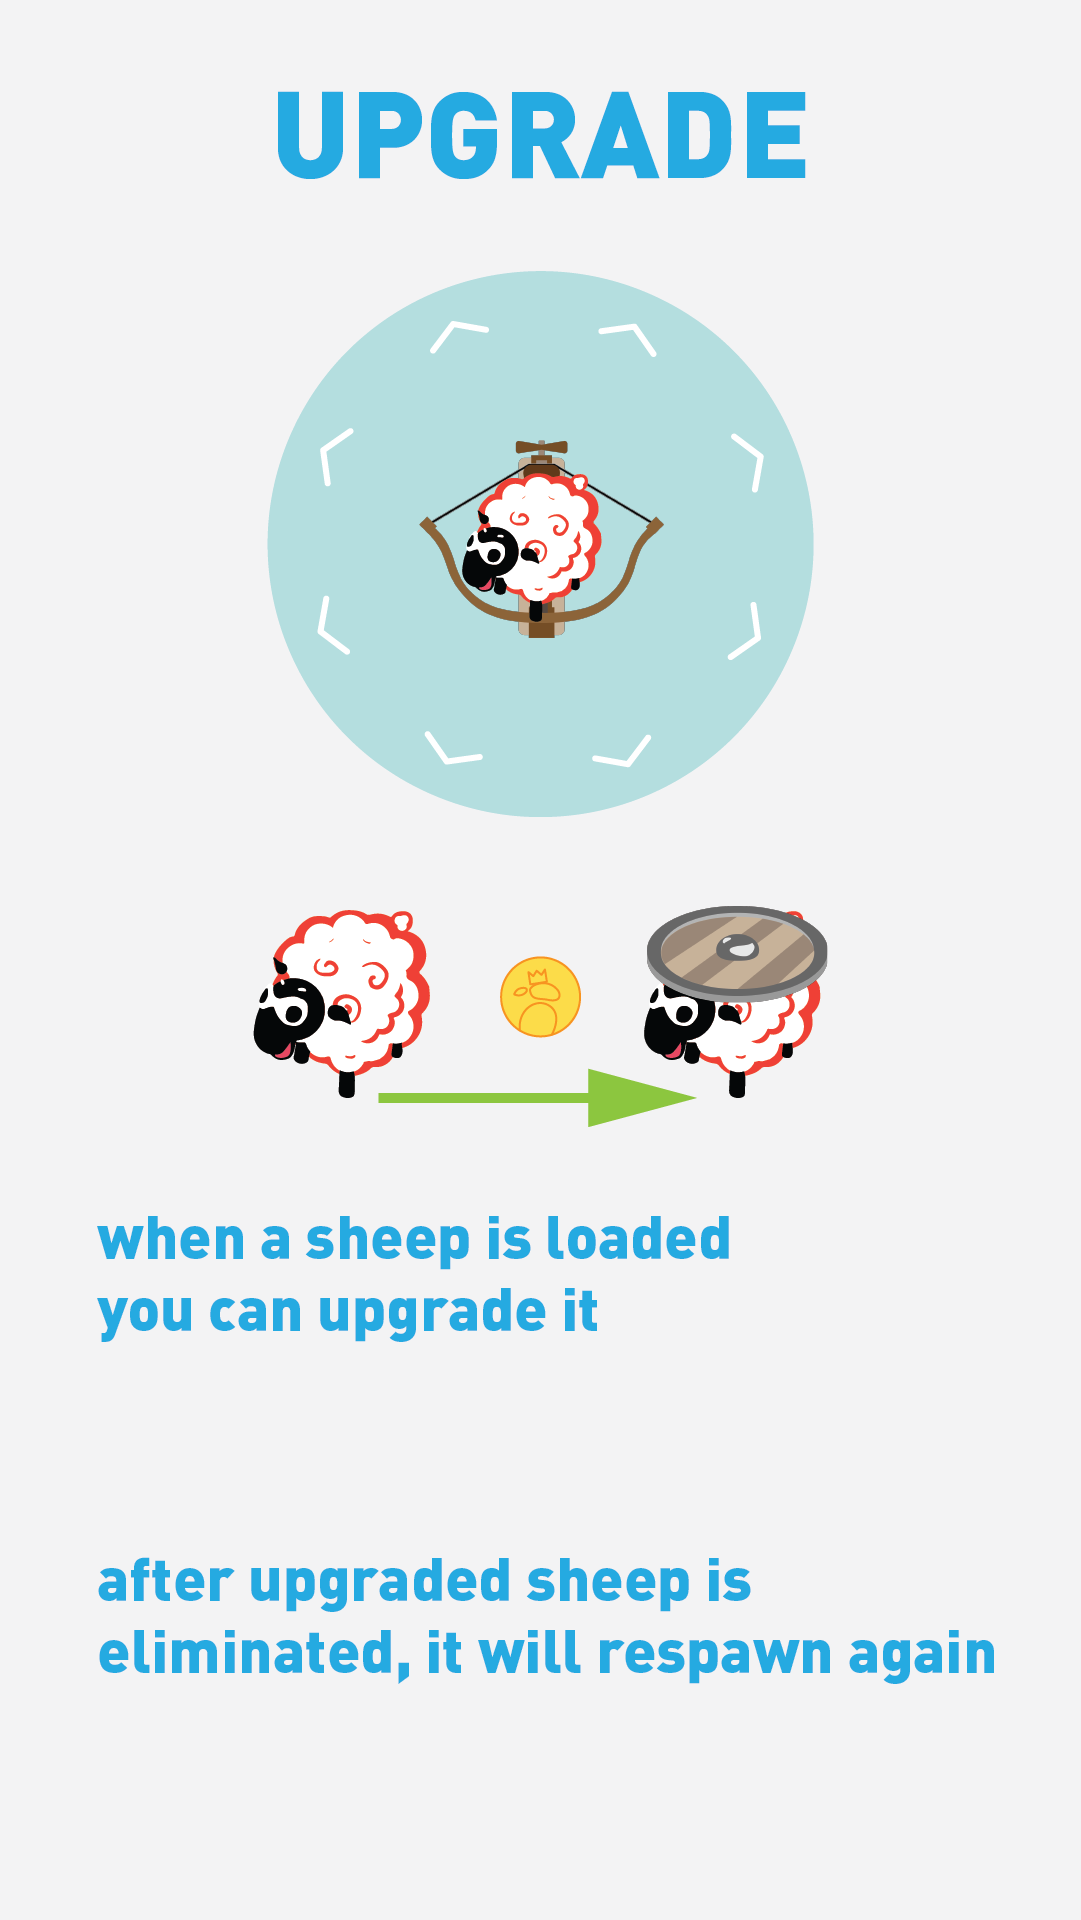 UPGRADE
when a sheep is loaded
you can upgrade it
after upgraded sheep is
eliminated, it will respawn again